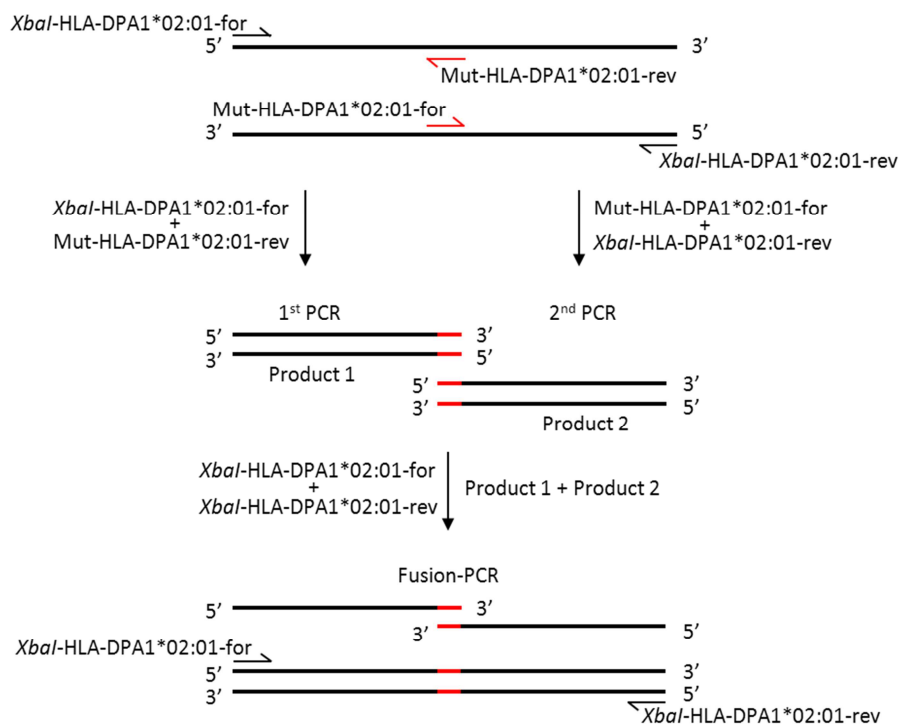 XbaI-HLA-DPA1*02:01-for
5’ 3’
Mut-HLA-DPA1*02:01-rev
Mut-HLA-DPA1*02:01-for
3’ 5’
XbaI-HLA-DPA1*02:01-rev
XbaI-HLA-DPA1*02:01-for
+
Mut-HLA-DPA1*02:01-rev
Mut-HLA-DPA1*02:01-for
+
XbaI-HLA-DPA1*02:01-rev
1st PCR
5’ 3’
3’ 5’
Product 1
2nd PCR
5’ 3’
3’ 5’
Product 2
XbaI-HLA-DPA1*02:01-for
+
XbaI-HLA-DPA1*02:01-rev
Product 1 + Product 2
Fusion-PCR
5’ 3’
3’ 5’
XbaI-HLA-DPA1*02:01-for
5’ 3’
3’ 5’
XbaI-HLA-DPA1*02:01-rev